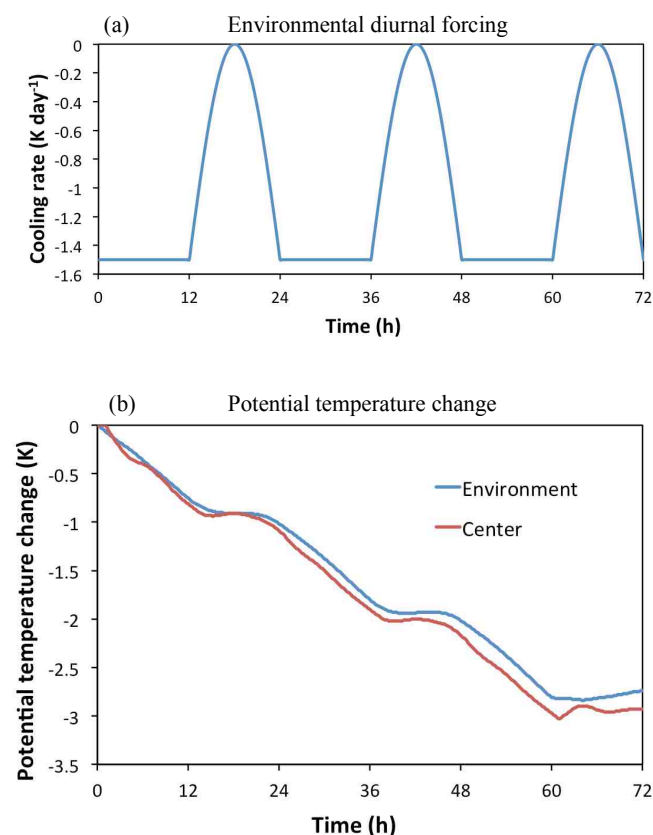 (a) Environmental diurnal forcing
0
-0.2
-0.4
-0.6
-0.8
-1
-1.2
-1.4
-1.6
Cooling rate (K day-1)
0 12 24 36 48 60 72
Time (h)
(b) Potential temperature change
0
-0.5
-1
-1.5
-2
-2.5
-3
-3.5
Potential temperature change (K)
Environment
Center
0 12 24 36 48 60 72
Time (h)